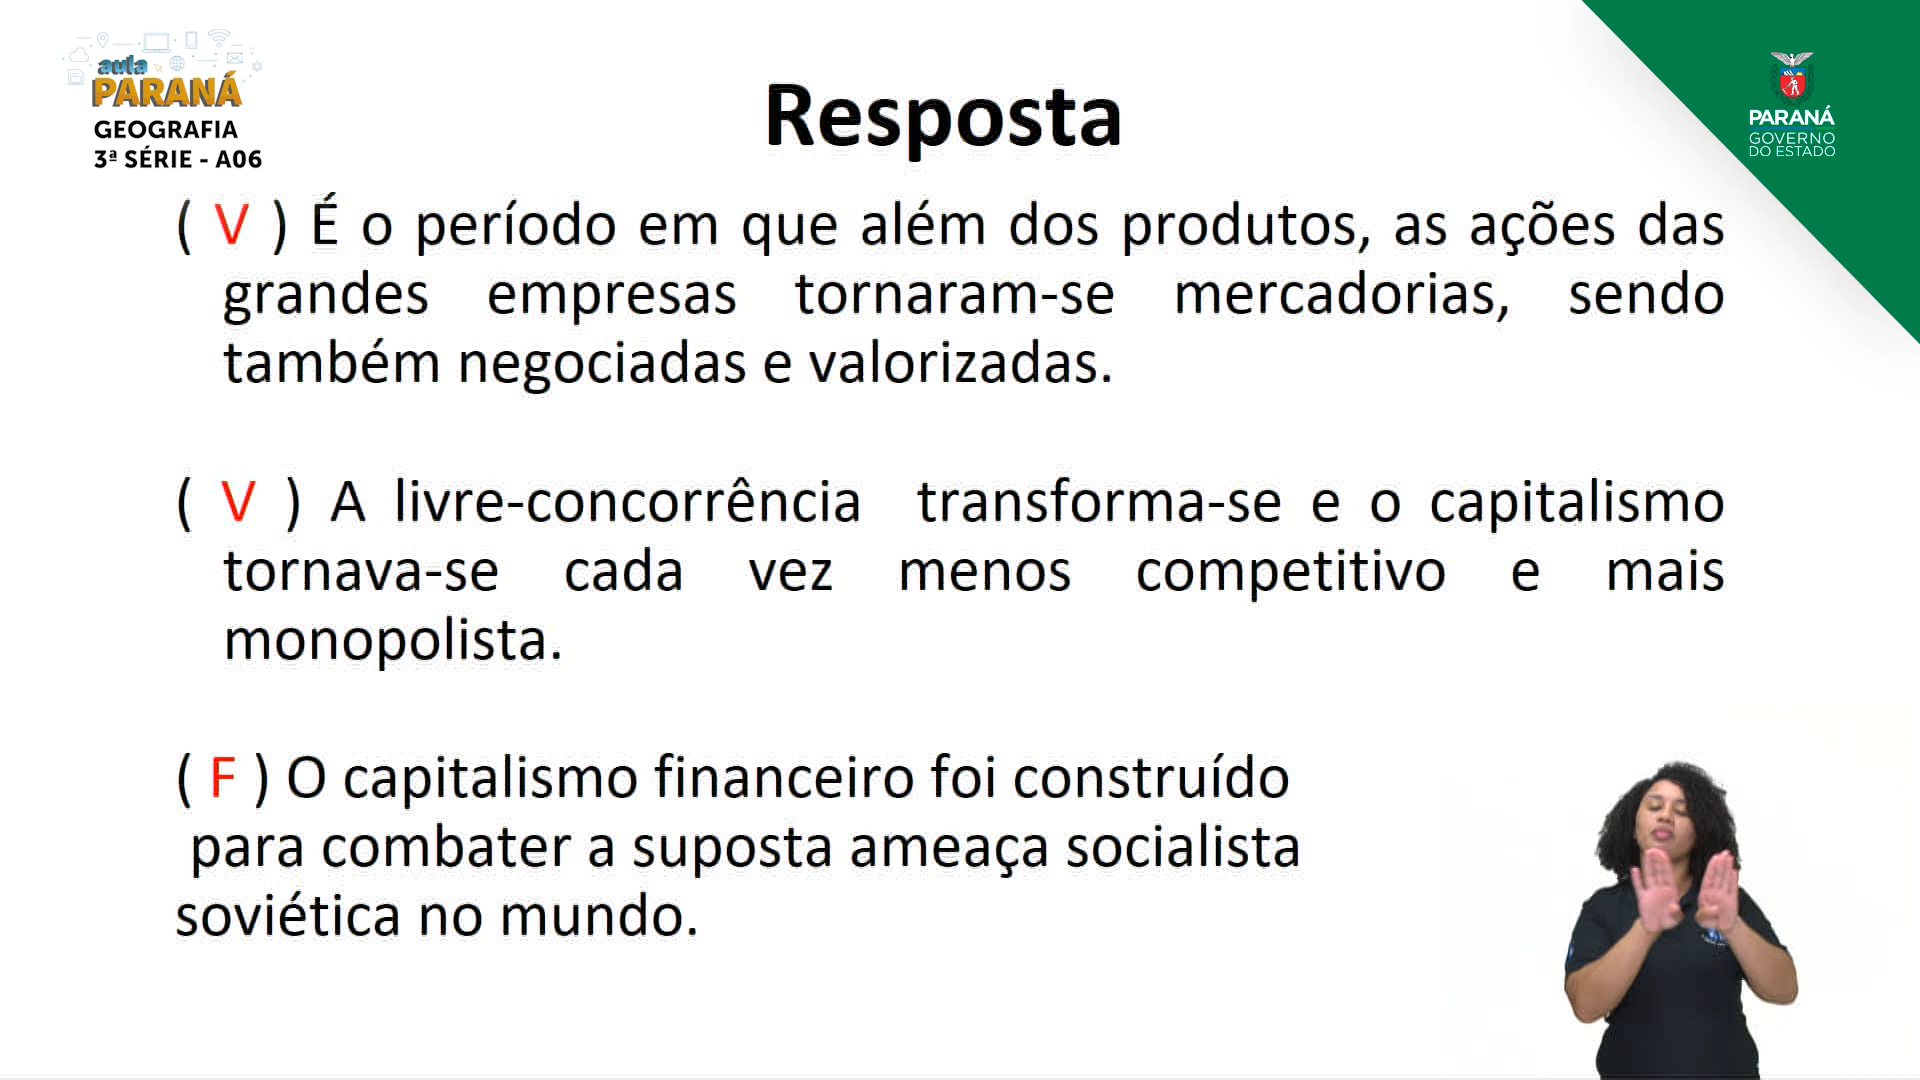 aula
PARANÁ
GEOGRAFIA
3ª SÉRIE - A06
PARANÁ
GOVERNO
DO ESTADO
Resposta
( V ) É o período em que além dos produtos, as ações das
grandes empresas tornaram-se mercadorias, sendo
também negociadas e valorizadas.
( V ) A livre-concorrência transforma-se e o capitalismo
tornava-se cada vez menos competitivo e mais
monopolista.
( F ) O capitalismo financeiro foi construído
para combater a suposta ameaça socialista
soviética no mundo.